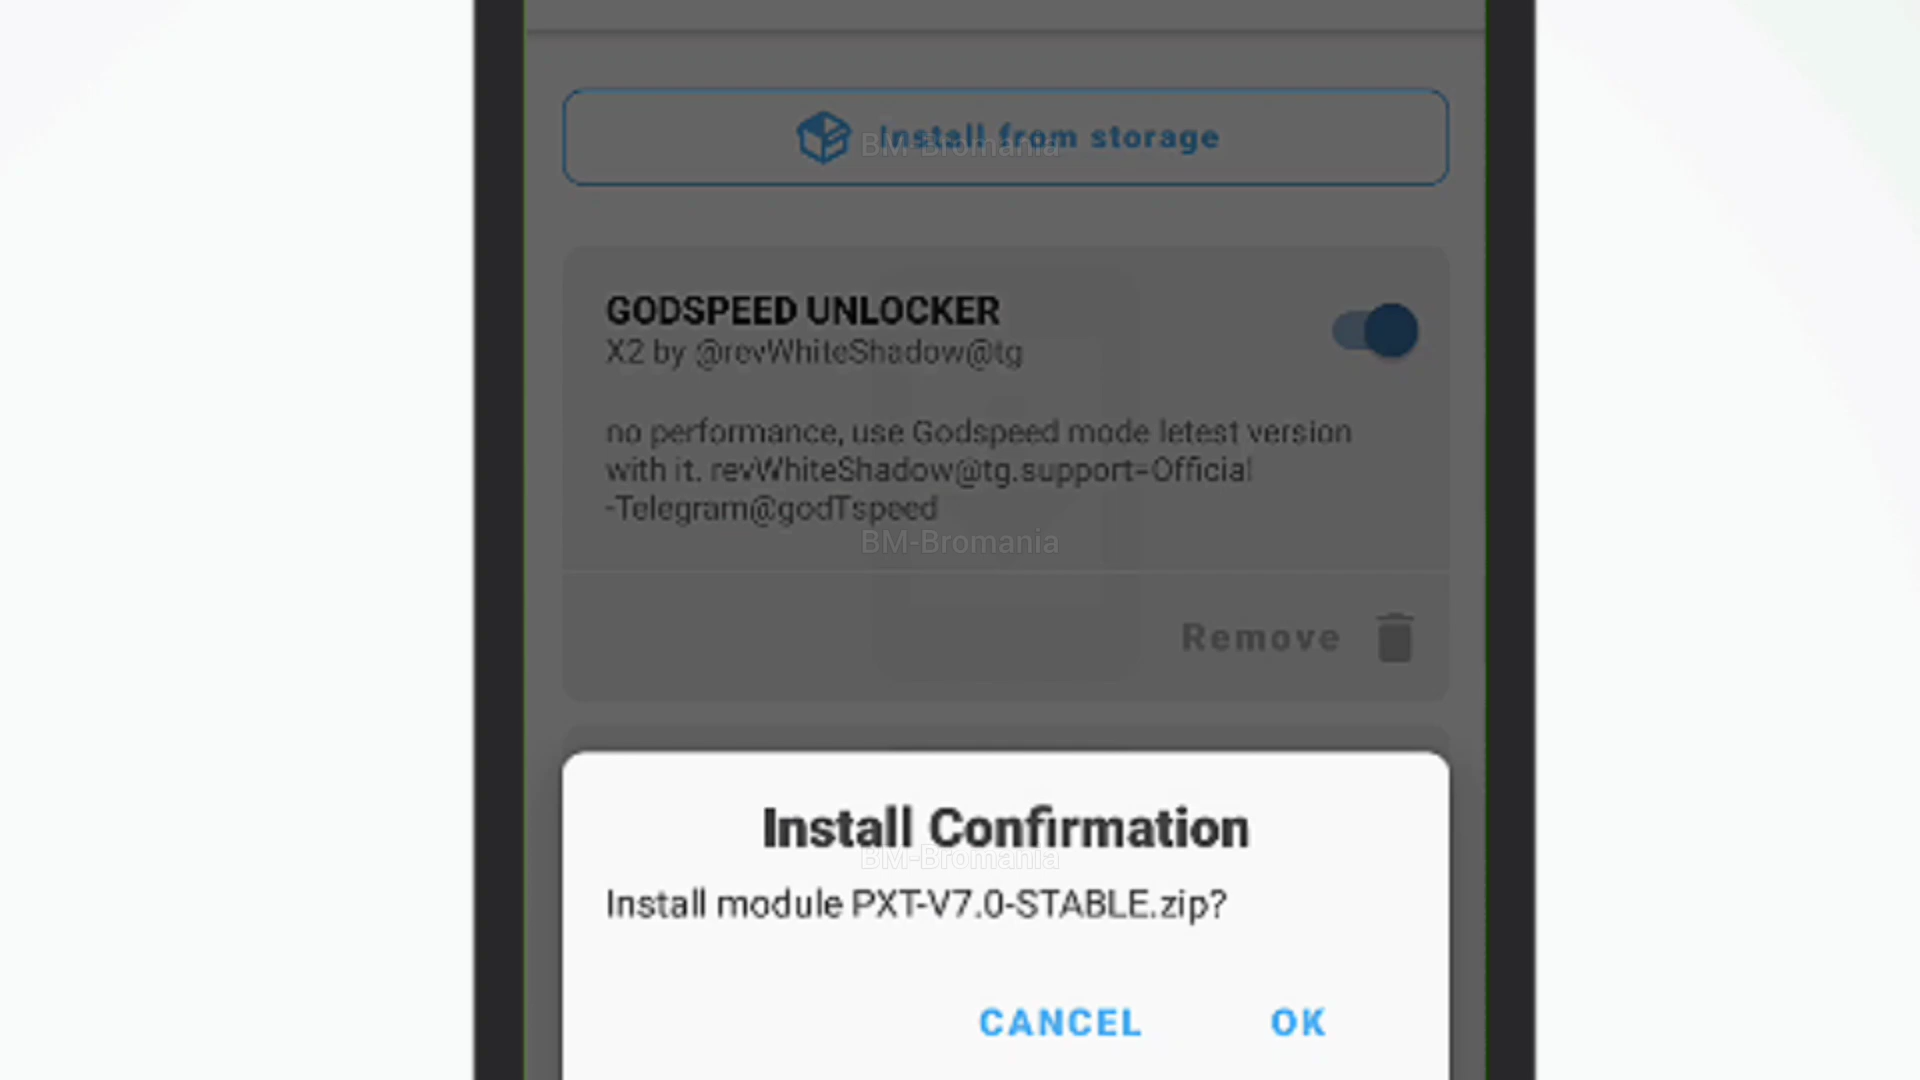 Install from storage
BM-Bromania
GODSPEED UNLOCKER
X2 by @revWhiteShadow@tg
no performance, use Godspeed mode letest version
with it. revWhiteShadow@tg.support=Official
-Telegram@godTspeed
BM-Bromania
Remove
Install Confirmation
BM-Bromania
Install module PXT-V7.0-STABLE.zip?
CANCEL OK